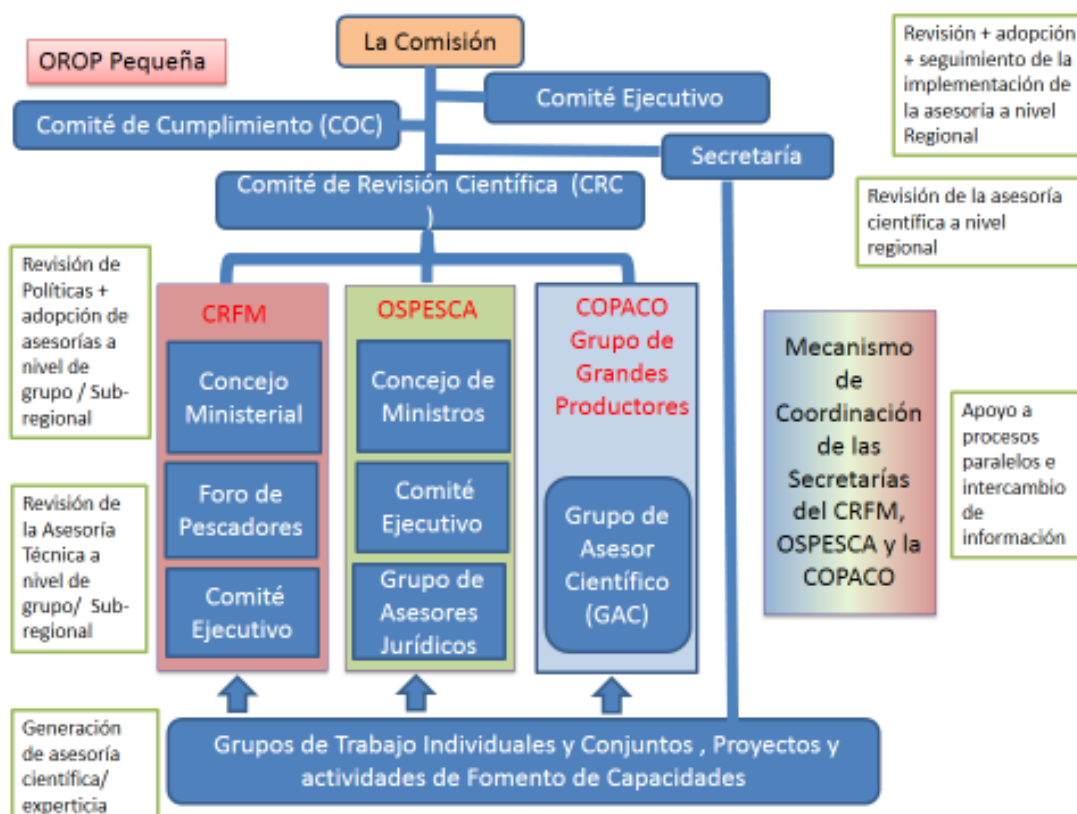 La Comisión
OROP Pequeña
Comité Ejecutivo
Comité de Cumplimiento (COC)
Secretaría
Comité de Revisión Científica (CRC
)
Revisión + adopción
+ seguimiento de la
implementación de
la asesoría a nivel
Regional
Revisión de la asesoría
científica a nivel
regional
Revisión de
Políticas +
adopción de
asesorías a
nivel de
grupo / Sub-
regional
Revisión de
la Asesoría
Técnica a
nivel de
grupo/ Sub-
regional
CRFM
Concejo
Ministerial
Foro de
Pescadores
Comité
Ejecutivo
OSPESCA
Concejo de
Ministros
Comité
Ejecutivo
Grupo de
Asesores
Jurídicos
COPACO
Grupo de
Grandes
Productores
Grupo de
Asesor
Científico
(GAC)
Mecanismo
de
Coordinación
de las
Secretarías
del CRFM,
OSPESCA y la
COPACO
Apoyo a
procesos
paralelos e
intercambio
de
información
Generación
de asesoría
científica/
experticia
Grupos de Trabajo Individuales y Conjuntos , Proyectos y
actividades de Fomento de Capacidades